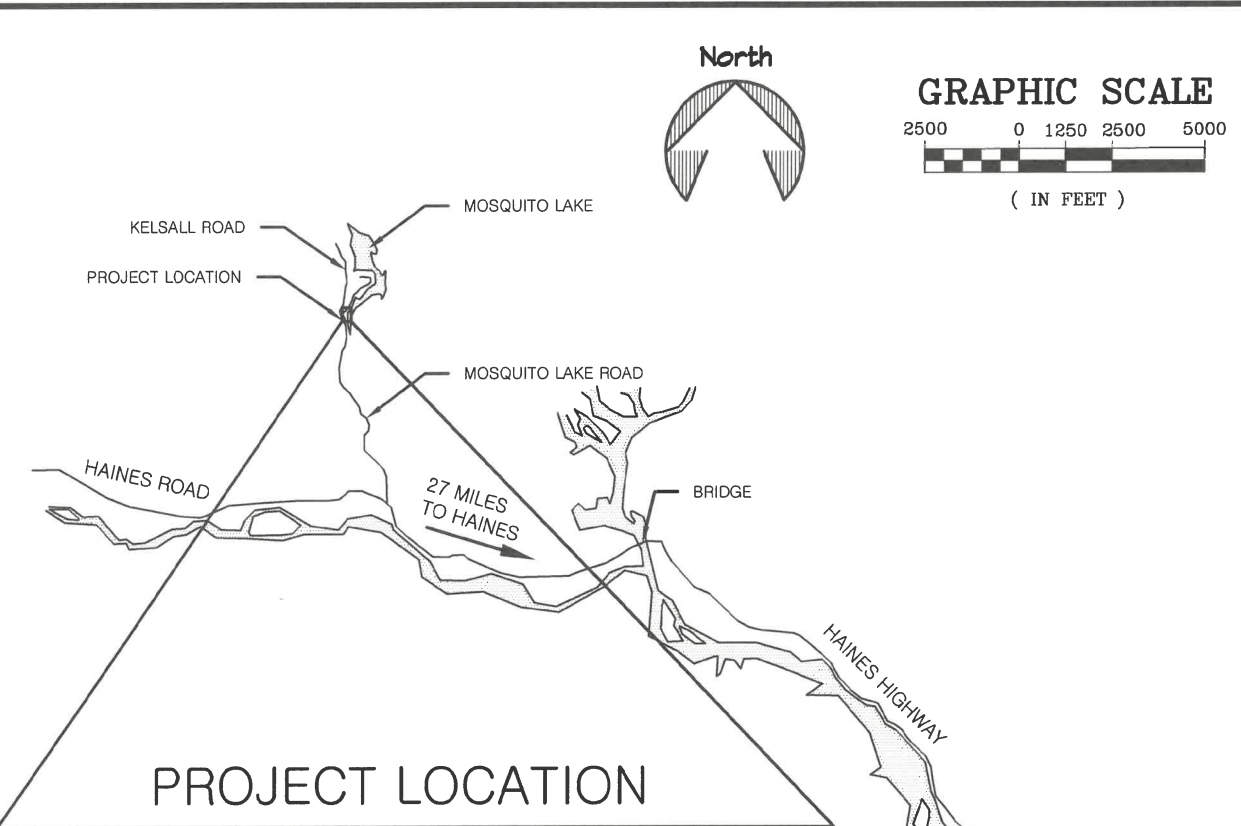 North
GRAPHIC SCALE
2500 0 1250 2500 5000
( IN FEET )
MOSQUITO LAKE
KELSALL ROAD
PROJECT LOCATION
MOSQUITO LAKE ROAD
HAINES ROAD
27 MILES
TO HAINES
BRIDGE
HAINES HIGHWAY
PROJECT LOCATION